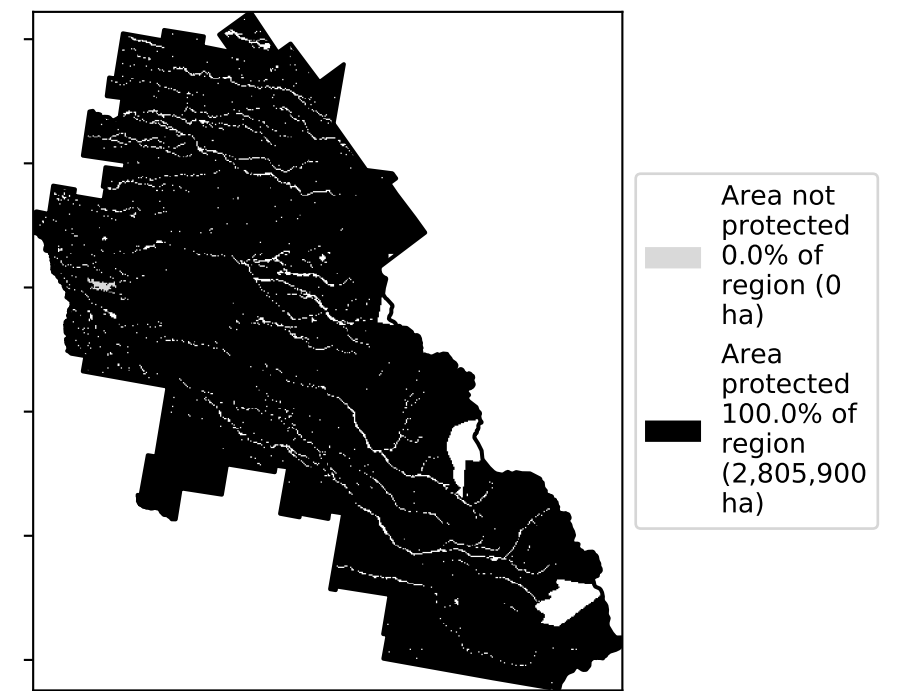 Area not
protected
0.0% of
region (0
ha)
Area
protected
100.0% of
region
(2,805,900
ha)